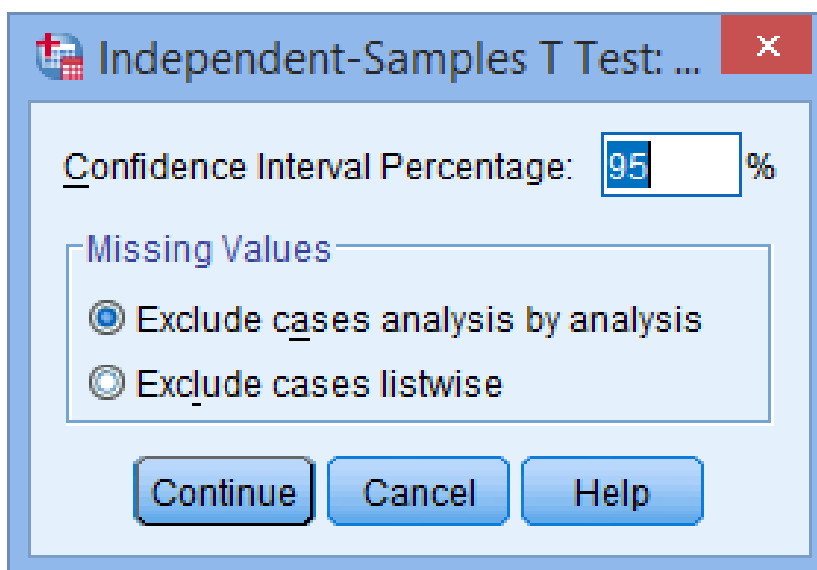 Independent-Samples T Test: ...
Confidence Interval Percentage: 95 %
Missing Values
Exclude cases analysis by analysis
Exclude cases listwise
Continue Cancel Help